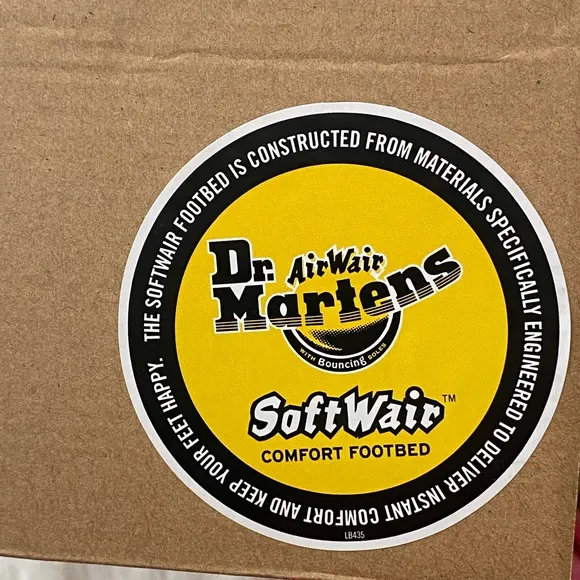 THE SOFTWAIR FOOTBED IS CONSTRUCTED FROM MATERIALS SPECIFICALLY ENGINEERED TO DELIVER INSTANT COMFORT AND KEEP YOUR FEET HAPPY.
Dr. AirWair
Martens
WITH Bouncing SOLES
SoftWair™
COMFORT FOOTBED
LB435